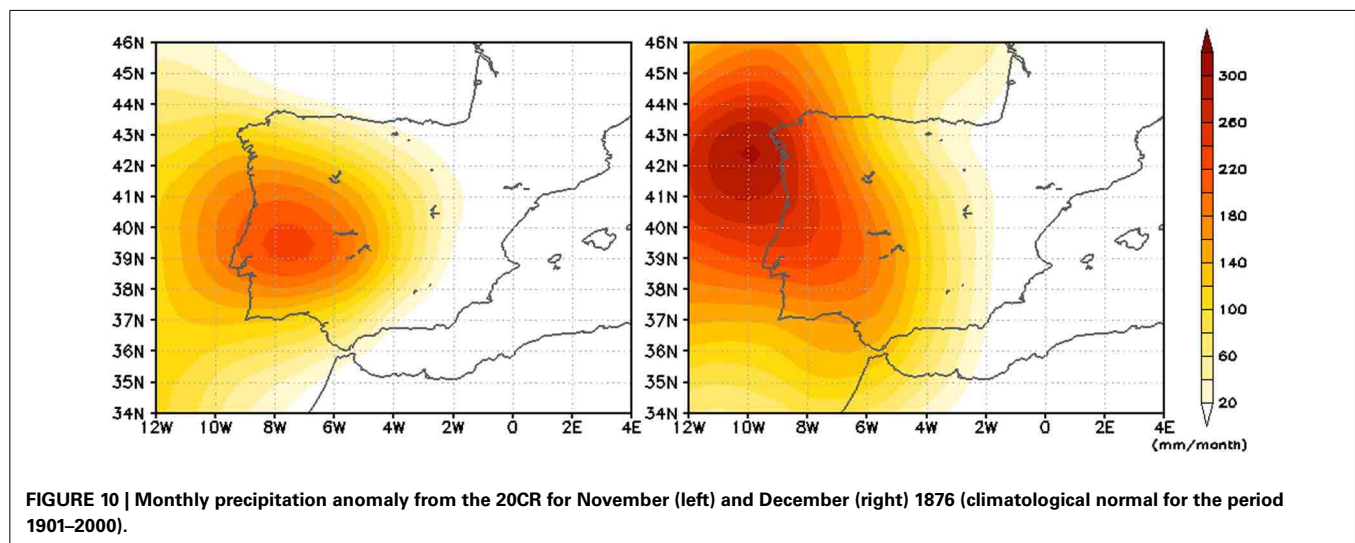 46N
45N
44N
43N
42N
41N
40N
39N
38N
37N
36N
35N
34N
12W 10W 8W 6W 4W 2W 0 2E 4E
46N
45N
44N
43N
42N
41N
40N
39N
38N
37N
36N
35N
34N
12W 10W 8W 6W 4W 2W 0 2E 4E
300
260
220
180
140
100
60
20
(mm/month)
FIGURE 10 | Monthly precipitation anomaly from the 20CR for November (left) and December (right) 1876 (climatological normal for the period
1901–2000).